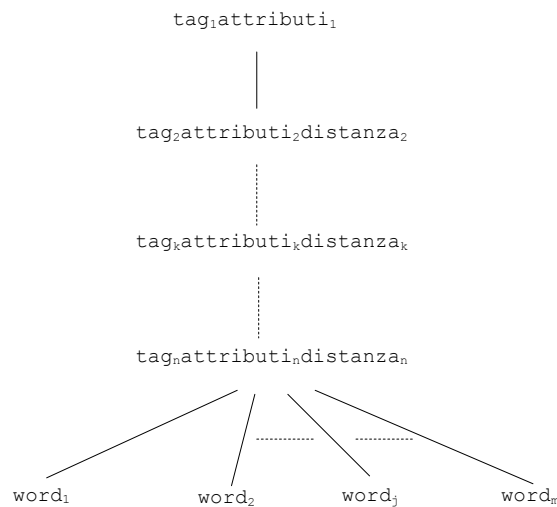 tag₁attributi₁
tag₂attributi₂distanza₂
tagₖattributiₖdistanzaₖ
tagₙattributiₙdistanzaₙ
word₁ word₂ wordⱼ wordₘ